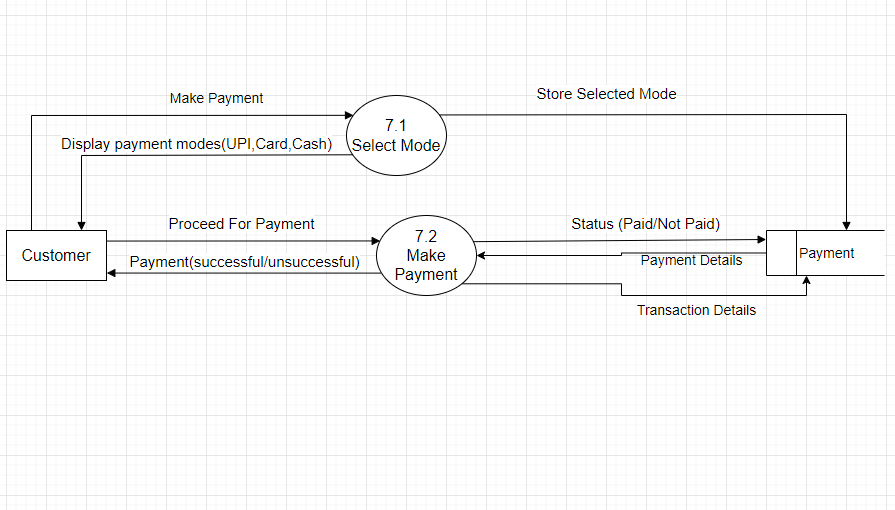 Make Payment
Store Selected Mode
7.1
Select Mode
Display payment modes(UPI,Card,Cash)
Proceed For Payment
7.2
Make
Payment
Status (Paid/Not Paid)
Customer
Payment(successful/unsuccessful)
Payment Details
Payment
Transaction Details